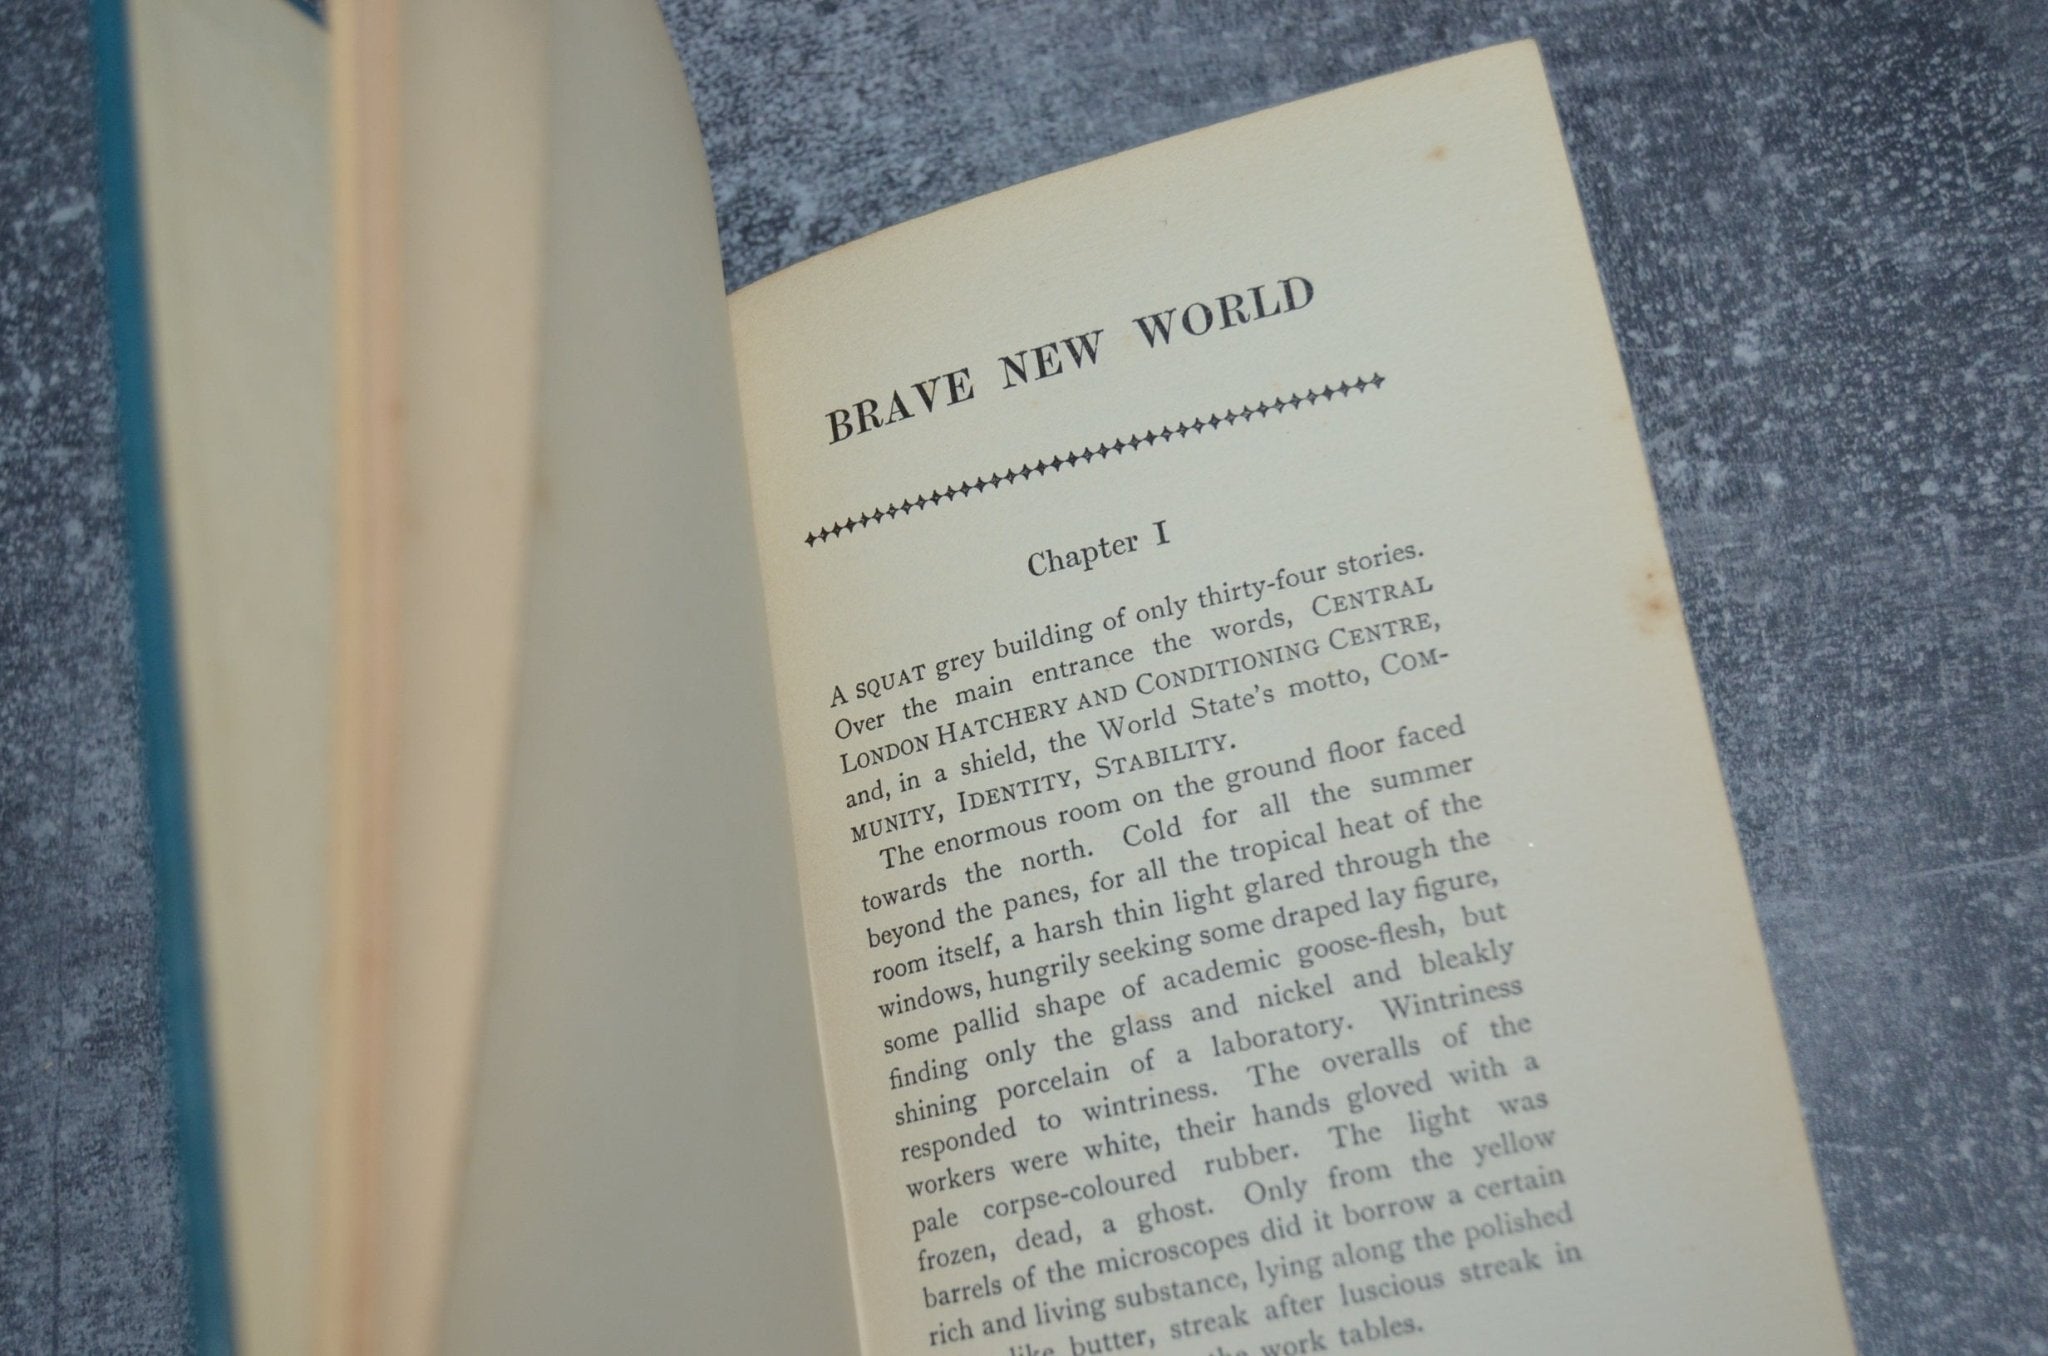 BRAVE NEW WORLD
Chapter I
A SQUAT grey building of only thirty-four stories.
Over the main entrance the words, CENTRAL
LONDON HATCHERY AND CONDITIONING CENTRE,
and, in a shield, the World State's motto, COM-
MUNITY, IDENTITY, STABILITY.
The enormous room on the ground floor faced
towards the north. Cold for all the summer
beyond the panes, for all the tropical heat of the
room itself, a harsh thin light glared through the
windows, hungrily seeking some draped lay figure,
some pallid shape of academic goose-flesh, but
finding only the glass and nickel and bleakly
shining porcelain of a laboratory. Wintriness
responded to wintriness. The overalls of the
workers were white, their hands gloved with a
pale corpse-coloured rubber. The light was
frozen, dead, a ghost. Only from the yellow
barrels of the microscopes did it borrow a certain
rich and living substance, lying along the polished
like butter, streak after luscious streak in
the work tables.